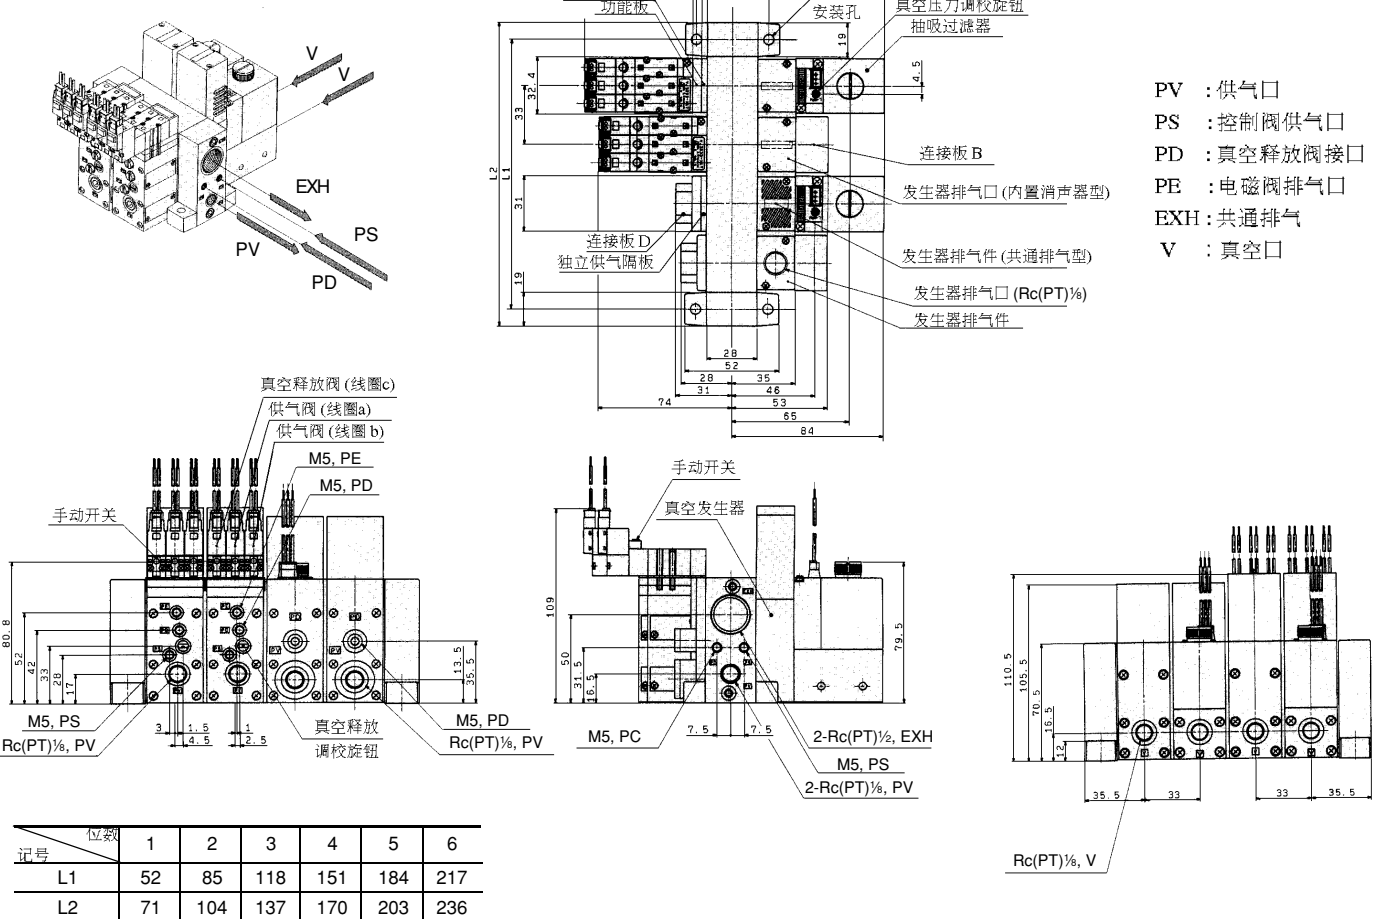 功能板
安装孔
真空压力调校旋钮
抽吸过滤器
19
4.5
32.4
33
L2
L1
31
19
连接板 B
发生器排气口 (内置消声器型)
连接板 D
独立供气隔板
发生器排气件 (共通排气型)
发生器排气口 (Rc(PT)⅛)
发生器排气件
28
52
28
35
31
46
74
53
65
84
V
V
EXH
PS
PV
PD
PV : 供气口
PS : 控制阀供气口
PD : 真空释放阀接口
PE : 电磁阀排气口
EXH : 共通排气
V : 真空口
真空释放阀 (线圈c)
供气阀 (线圈a)
供气阀 (线圈 b)
M5, PE
M5, PD
手动开关
80.8
52
42
33
28
17
13.5
35.5
PV
PV
M5, PS
Rc(PT)⅛, PV
3
1.5
4.5
1
2.5
真空释放
调校旋钮
M5, PD
Rc(PT)⅛, PV
手动开关
真空发生器
109
50
31.5
16.5
79.5
7.5
7.5
M5, PC
2-Rc(PT)½, EXH
M5, PS
2-Rc(PT)⅛, PV
110.5
105.5
70.5
16.5
12
35.5
33
33
35.5
Rc(PT)⅛, V
位数
记号
1 2 3 4 5 6
L1 52 85 118 151 184 217
L2 71 104 137 170 203 236